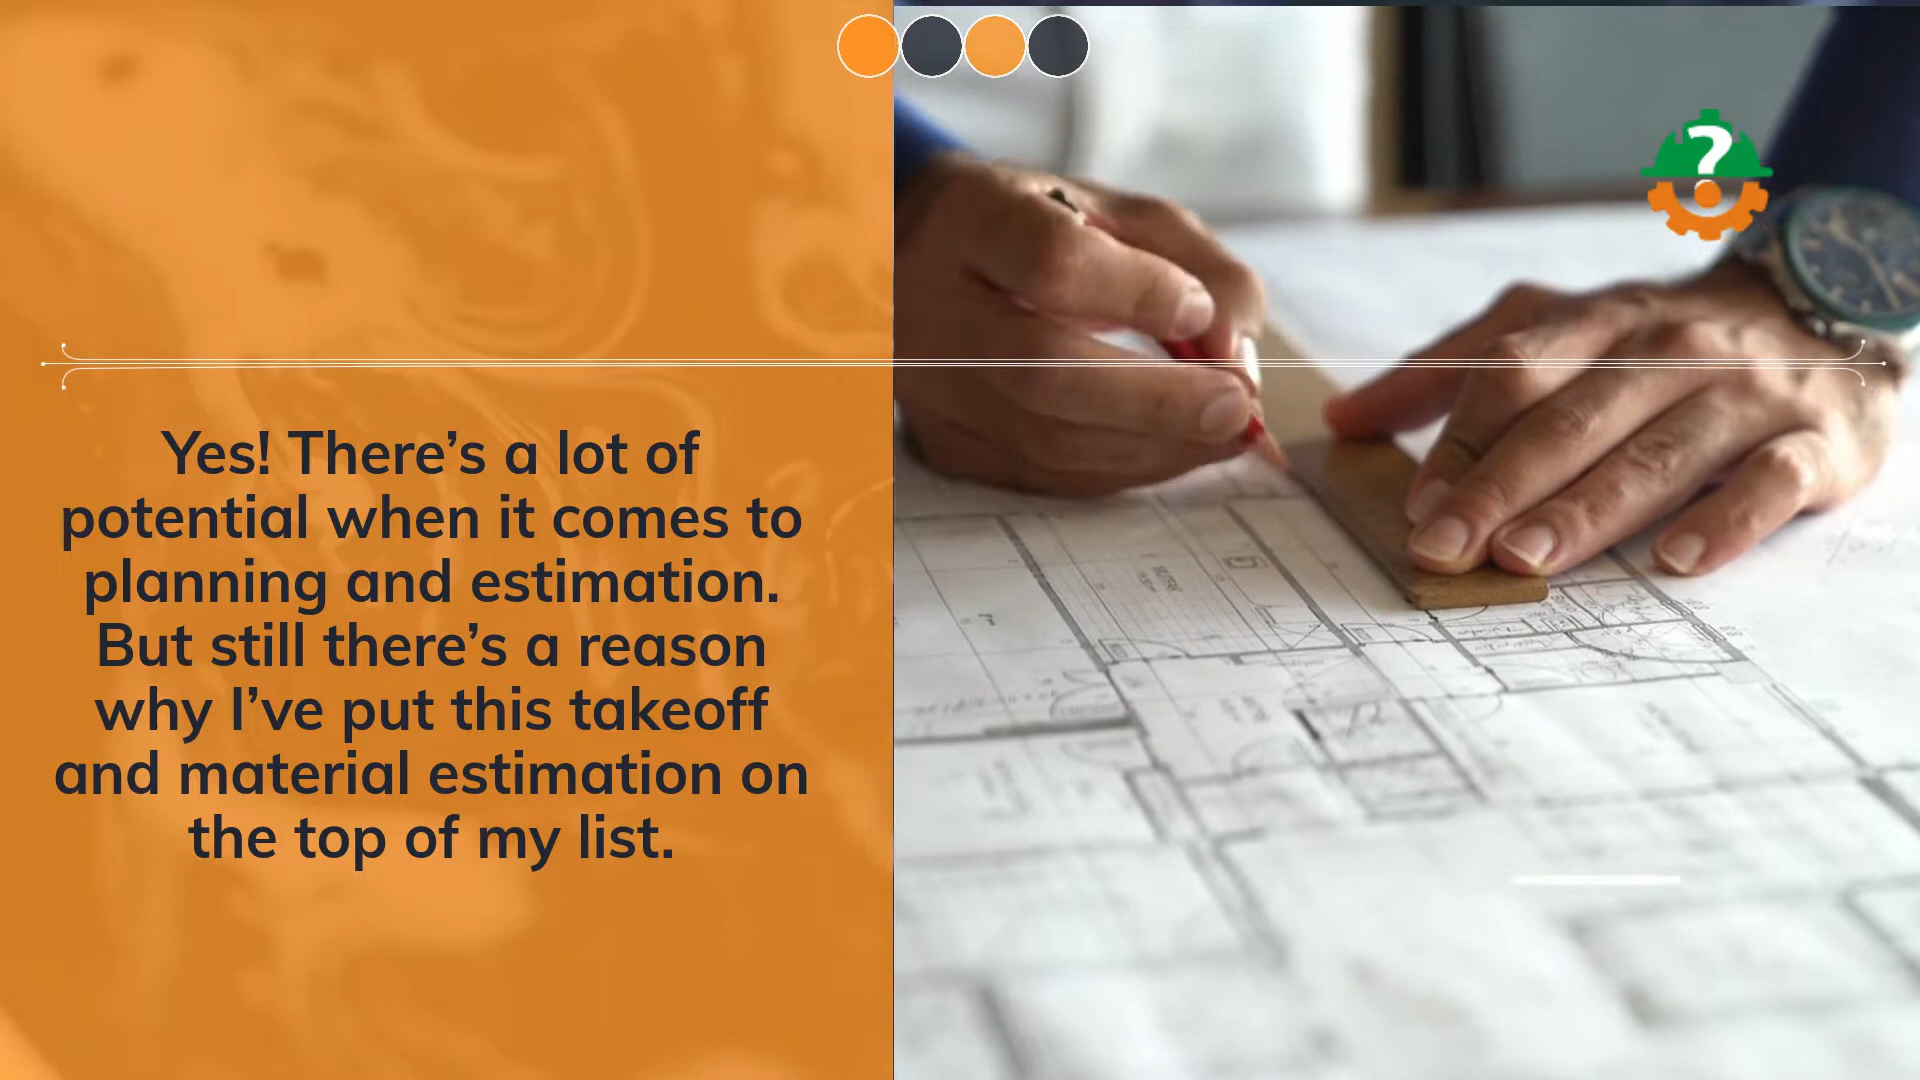 ?
Yes! There’s a lot of
potential when it comes to
planning and estimation.
But still there’s a reason
why I’ve put this takeoff
and material estimation on
the top of my list.